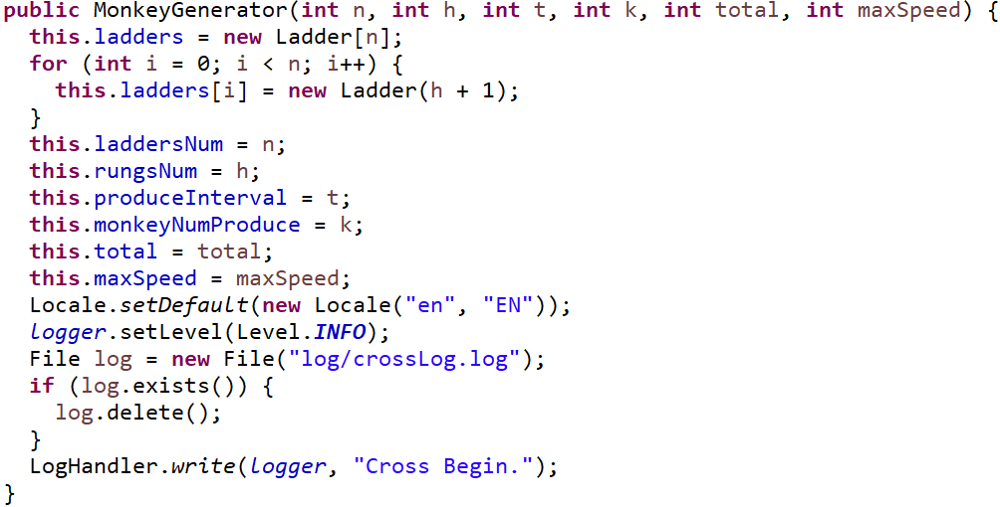 public MonkeyGenerator(int n, int h, int t, int k, int total, int maxSpeed) {
  this.ladders = new Ladder[n];
  for (int i = 0; i < n; i++) {
    this.ladders[i] = new Ladder(h + 1);
  }
  this.laddersNum = n;
  this.rungsNum = h;
  this.produceInterval = t;
  this.monkeyNumProduce = k;
  this.total = total;
  this.maxSpeed = maxSpeed;
  Locale.setDefault(new Locale("en", "EN"));
  logger.setLevel(Level.INFO);
  File log = new File("log/crossLog.log");
  if (log.exists()) {
    log.delete();
  }
  LogHandler.write(logger, "Cross Begin.");
}